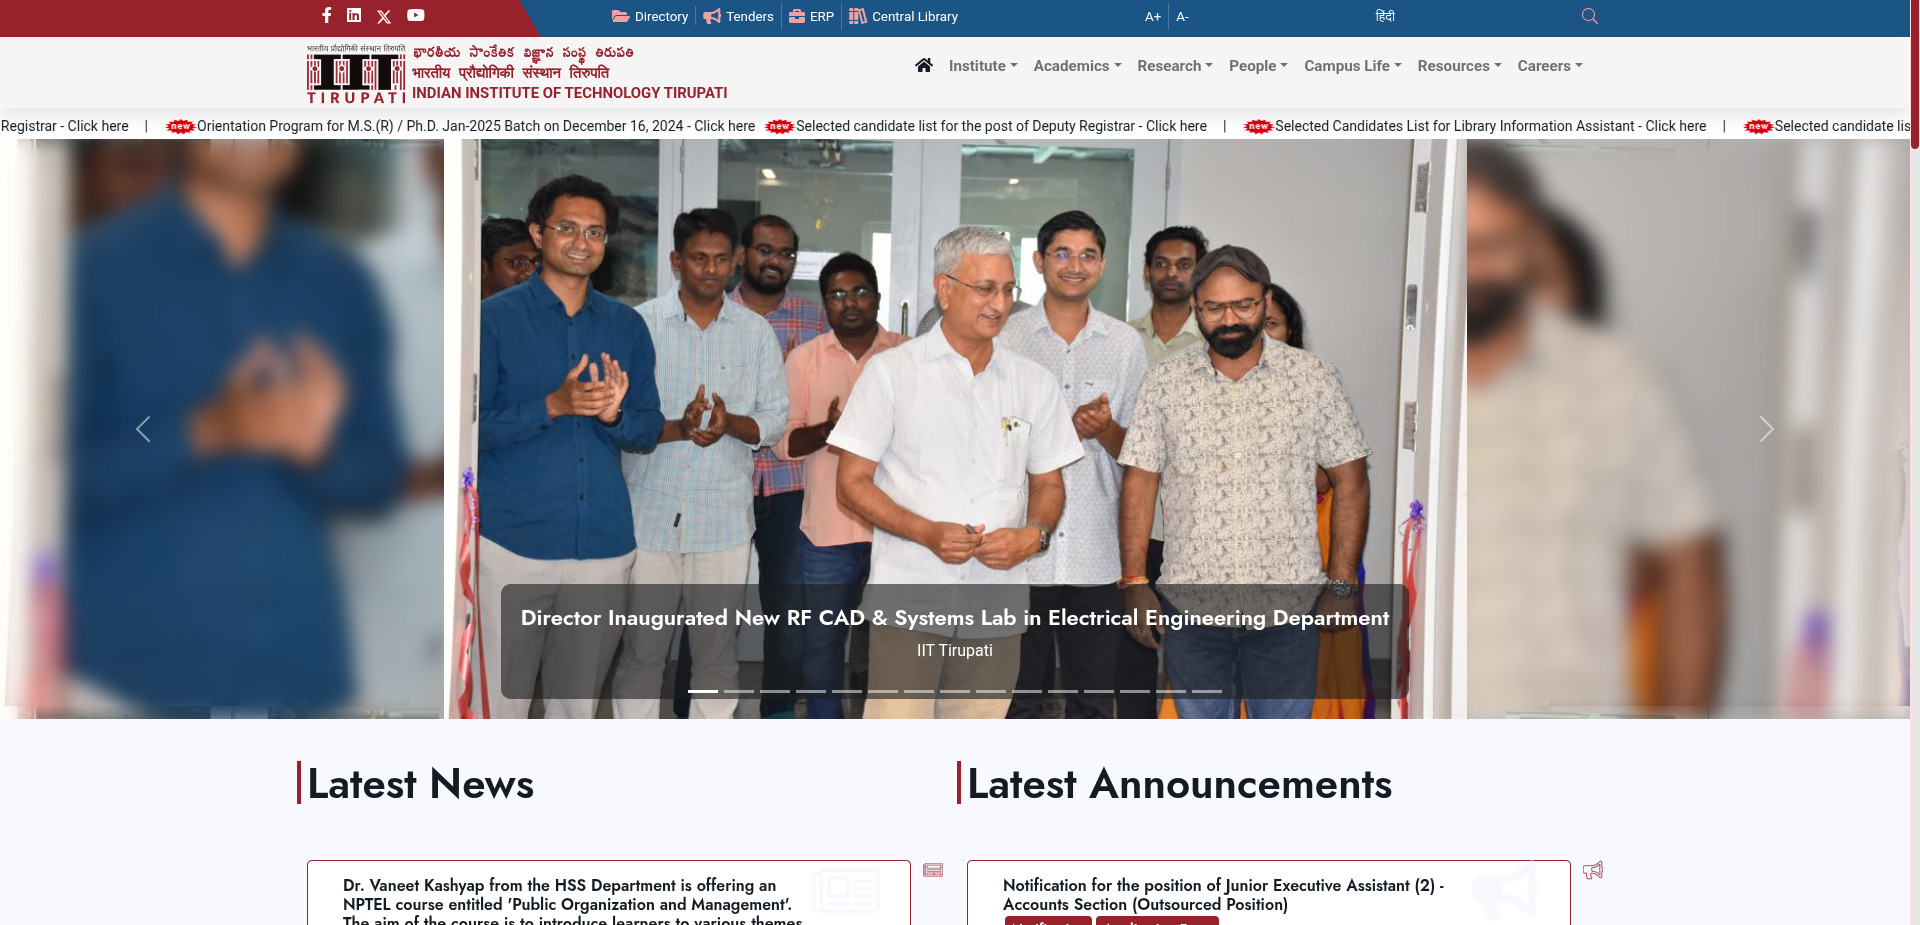 Directory
Tenders
ERP
Central Library
A+
A-
हिंदी
भारतीय प्रौद्योगिकी संस्थान तिरुपति
TIRUPATI
భారతీయ సాంకేతిక విజ్ఞాన సంస్థ తిరుపతి
भारतीय प्रौद्योगिकी संस्थान तिरुपति
INDIAN INSTITUTE OF TECHNOLOGY TIRUPATI
Institute
Academics
Research
People
Campus Life
Resources
Careers
Registrar - Click here | new Orientation Program for M.S.(R) / Ph.D. Jan-2025 Batch on December 16, 2024 - Click here new Selected candidate list for the post of Deputy Registrar - Click here | new Selected Candidates List for Library Information Assistant - Click here | new Selected candidate lis
Director Inaugurated New RF CAD & Systems Lab in Electrical Engineering Department
IIT Tirupati
Latest News
Latest Announcements
Dr. Vaneet Kashyap from the HSS Department is offering an
NPTEL course entitled 'Public Organization and Management'.
The aim of the course is to introduce learners to various themes
Notification for the position of Junior Executive Assistant (2) -
Accounts Section (Outsourced Position)